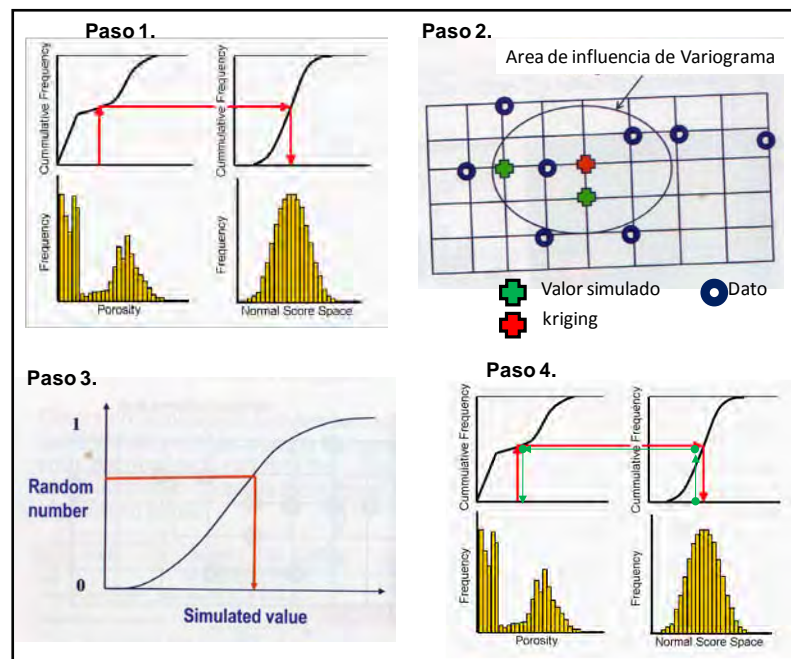 Paso 1.
Cummulative Frequency
Cummulative Frequency
Frequency
Porosity
Frequency
Normal Score Space
Paso 2.
Area de influencia de Variograma
Valor simulado
Dato
kriging
Paso 3.
1
Random
number
0
Simulated value
Paso 4.
Cummulative Frequency
Cummulative Frequency
Frequency
Porosity
Frequency
Normal Score Space